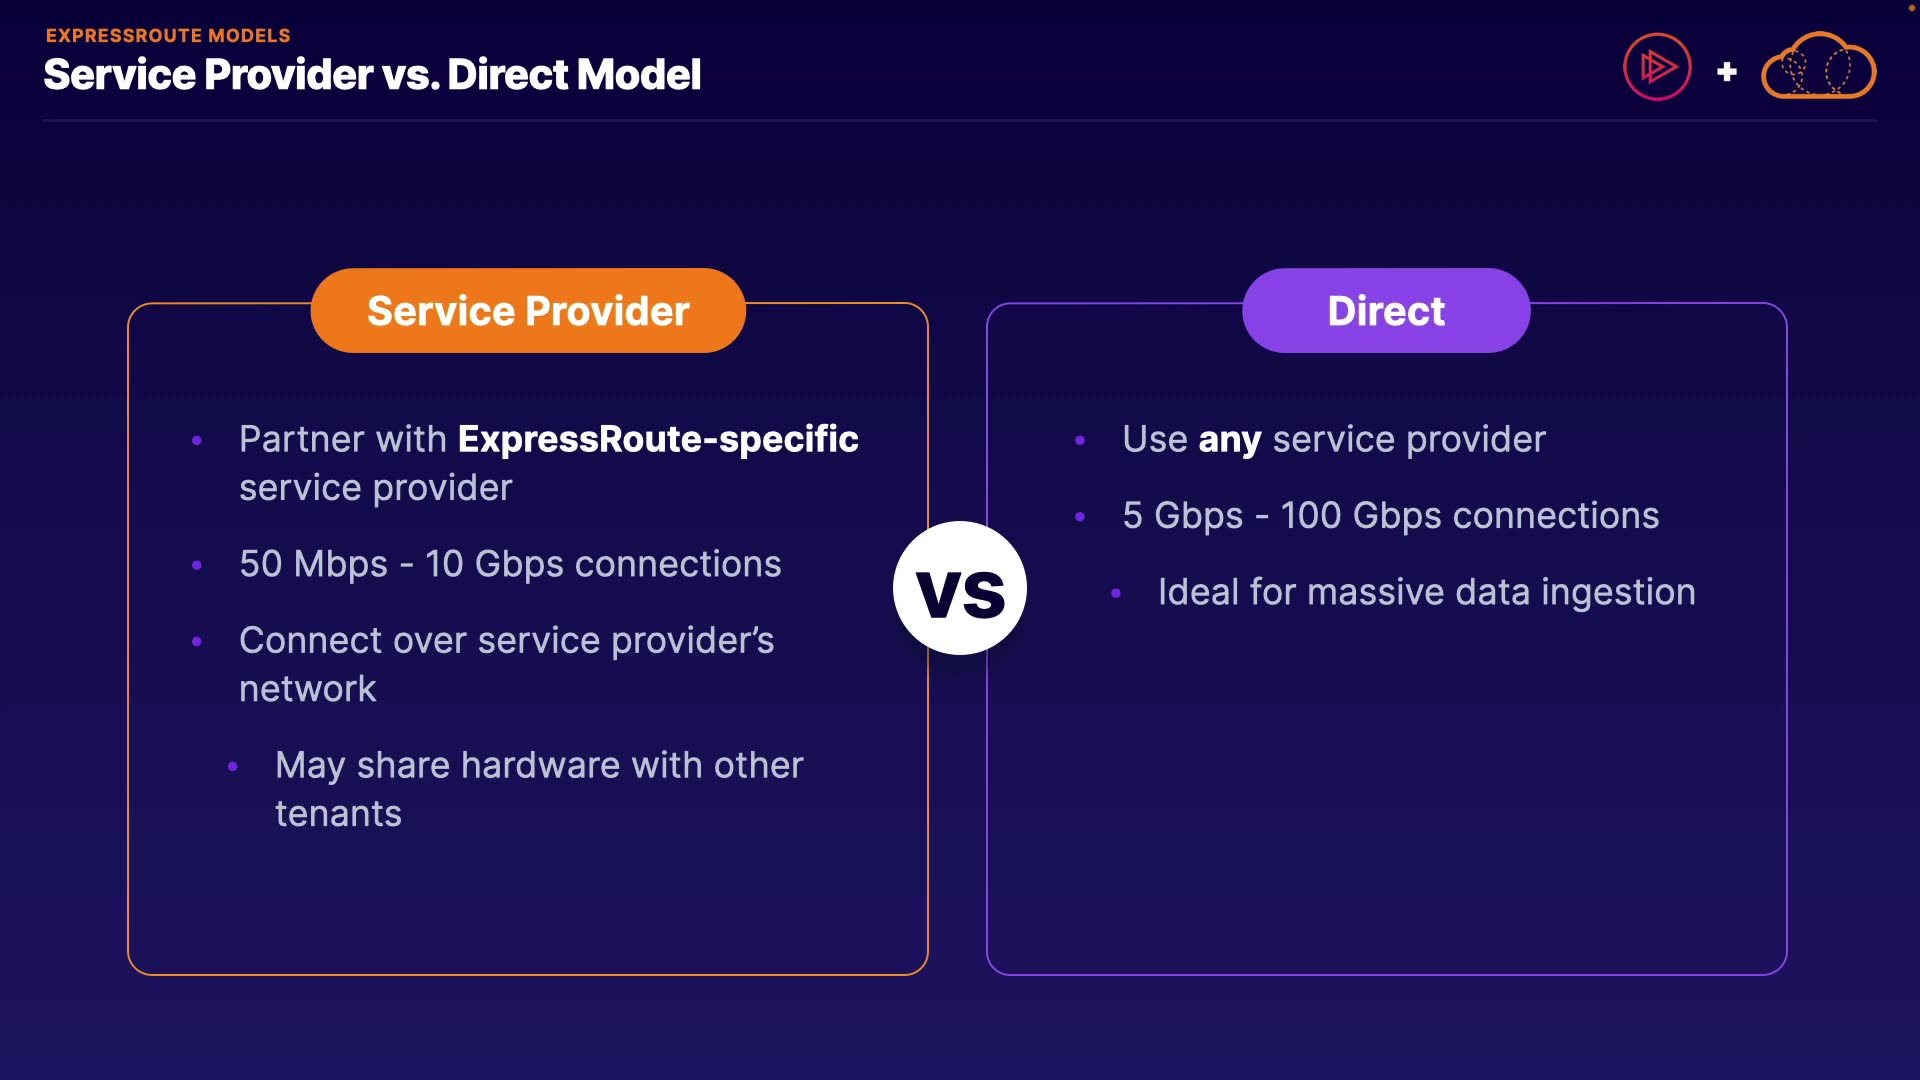 EXPRESSROUTE MODELS
Service Provider vs. Direct Model
+
Service Provider
• Partner with ExpressRoute-specific
service provider
• 50 Mbps - 10 Gbps connections
• Connect over service provider’s
network
• May share hardware with other
tenants
VS
Direct
• Use any service provider
• 5 Gbps - 100 Gbps connections
• Ideal for massive data ingestion